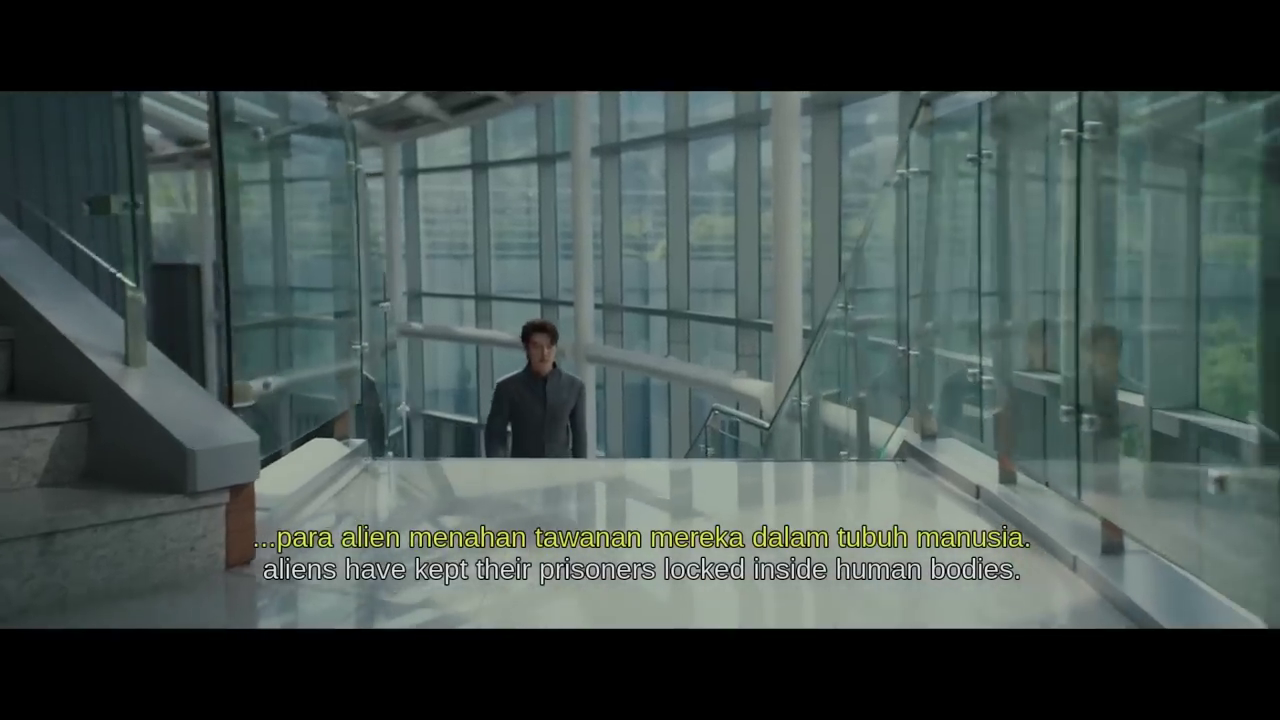 ...para alien menahan tawanan mereka dalam tubuh manusia.
aliens have kept their prisoners locked inside human bodies.